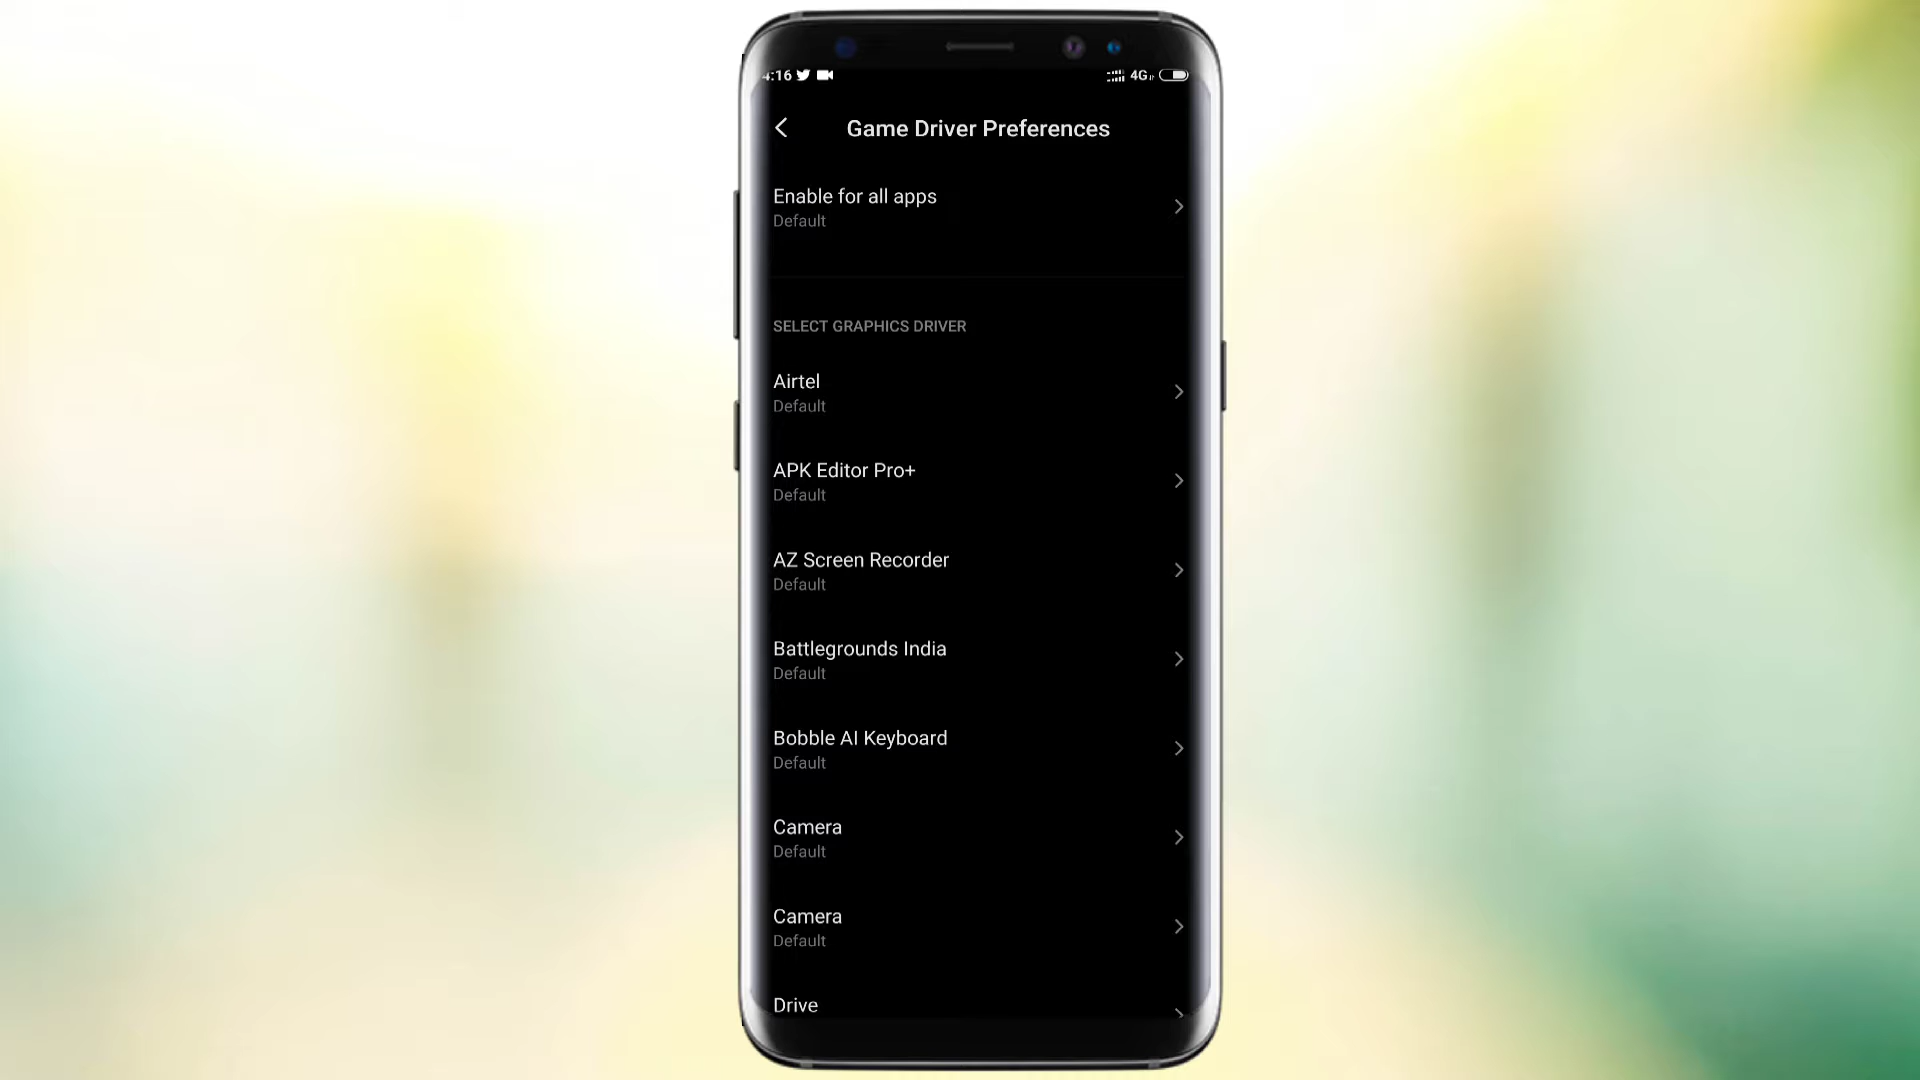 4:16
4G
Game Driver Preferences
Enable for all apps
Default
SELECT GRAPHICS DRIVER
Airtel
Default
APK Editor Pro+
Default
AZ Screen Recorder
Default
Battlegrounds India
Default
Bobble AI Keyboard
Default
Camera
Default
Camera
Default
Drive